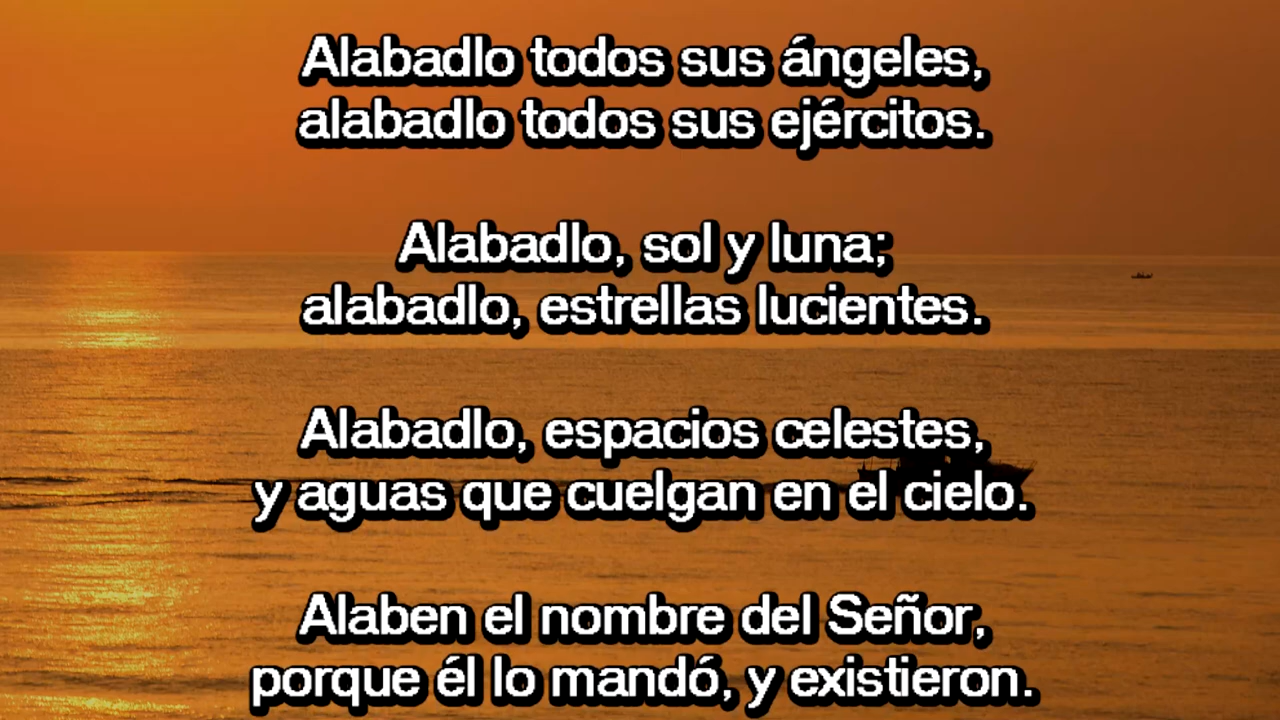 Alabadlo todos sus ángeles,
alabadlo todos sus ejércitos.
Alabadlo, sol y luna;
alabadlo, estrellas lucientes.
Alabadlo, espacios celestes,
y aguas que cuelgan en el cielo.
Alaben el nombre del Señor,
porque él lo mandó, y existieron.